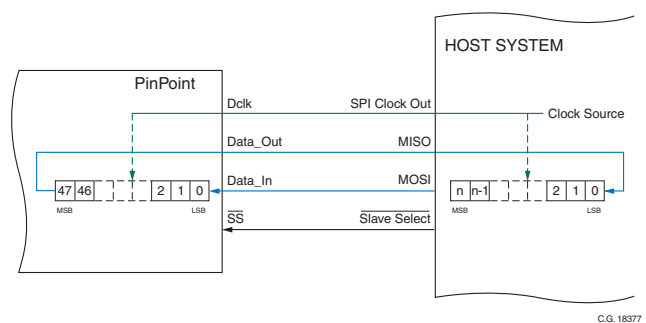 HOST SYSTEM
PinPoint
Dclk SPI Clock Out
Clock Source
Data_Out MISO
47 46 2 1 0
Data_In MOSI
n n-1 2 1 0
MSB LSB MSB LSB
SS Slave Select
C.G. 18377